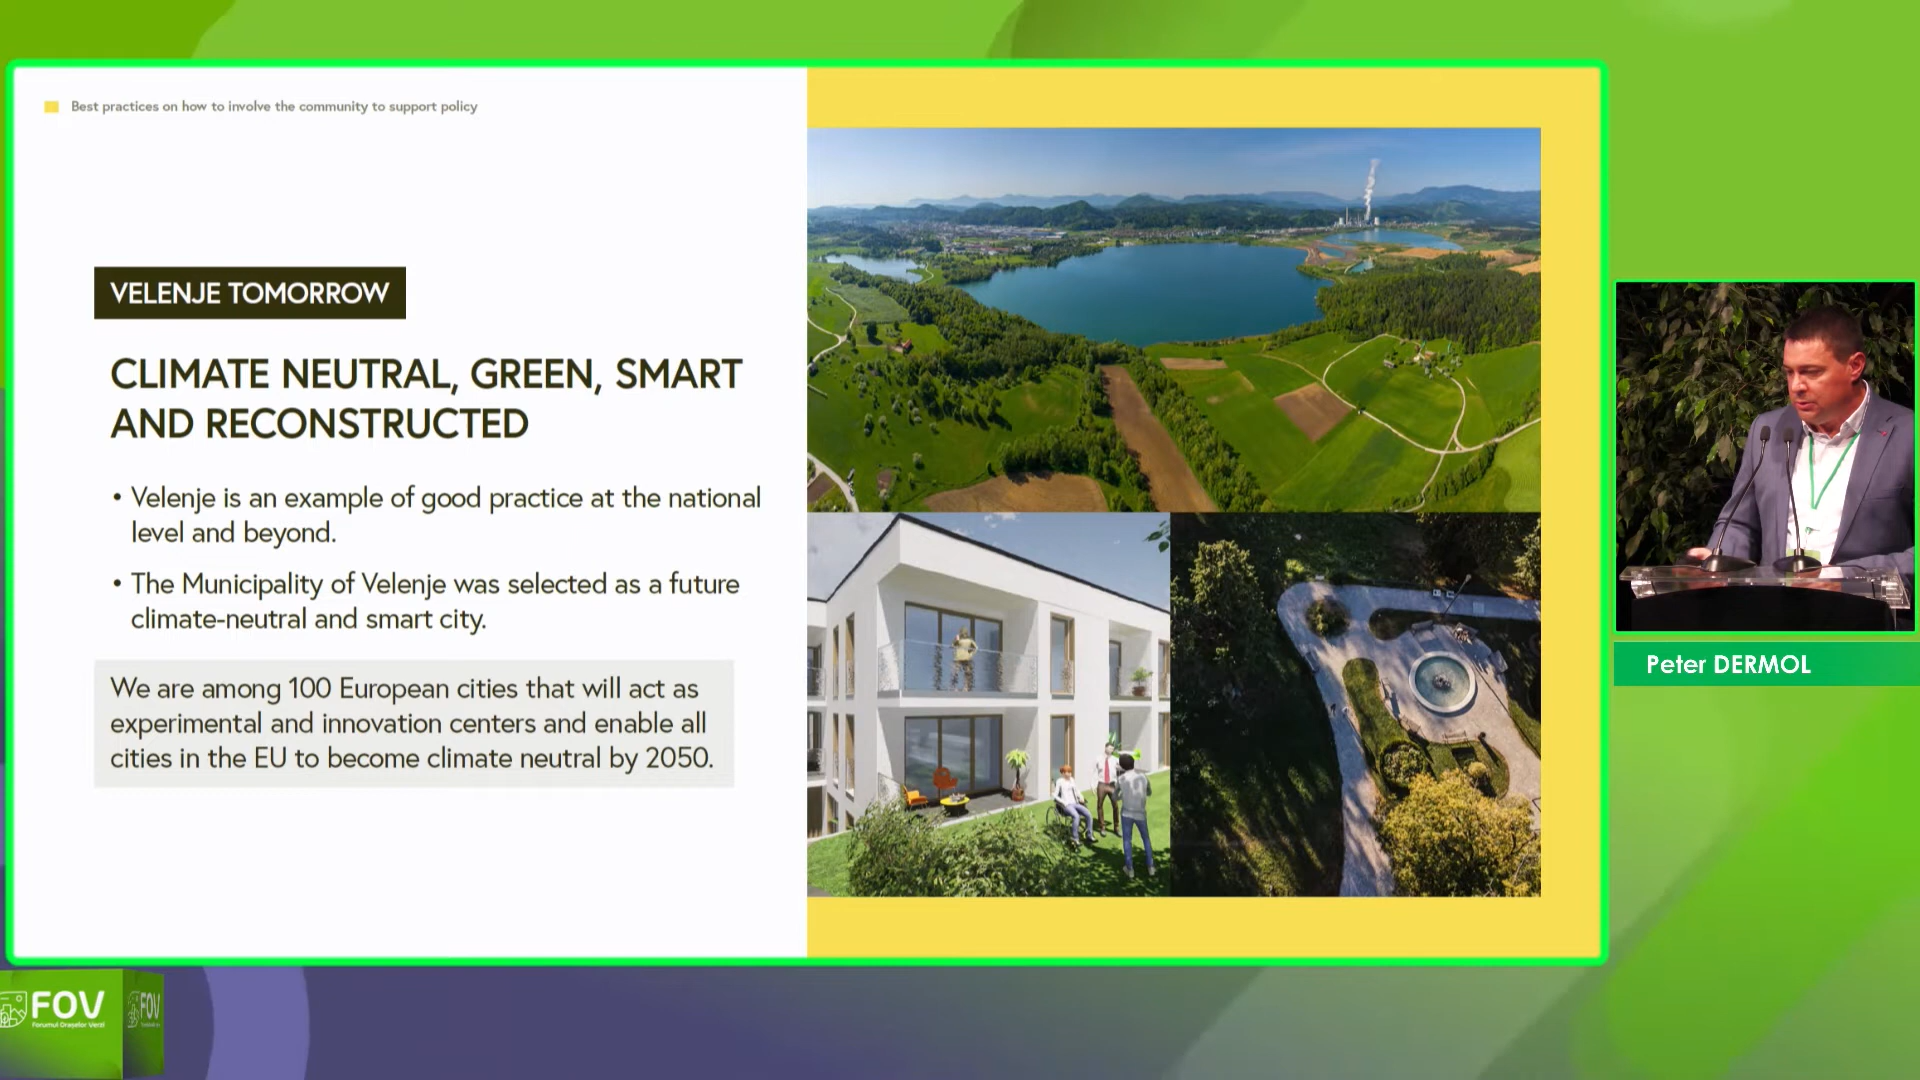 Best practices on how to involve the community to support policy
VELENJE TOMORROW
CLIMATE NEUTRAL, GREEN, SMART
AND RECONSTRUCTED
• Velenje is an example of good practice at the national
level and beyond.
• The Municipality of Velenje was selected as a future
climate-neutral and smart city.
We are among 100 European cities that will act as
experimental and innovation centers and enable all
cities in the EU to become climate neutral by 2050.
Peter DERMOL
FOV
Forumul Orașelor Verzi
FOV